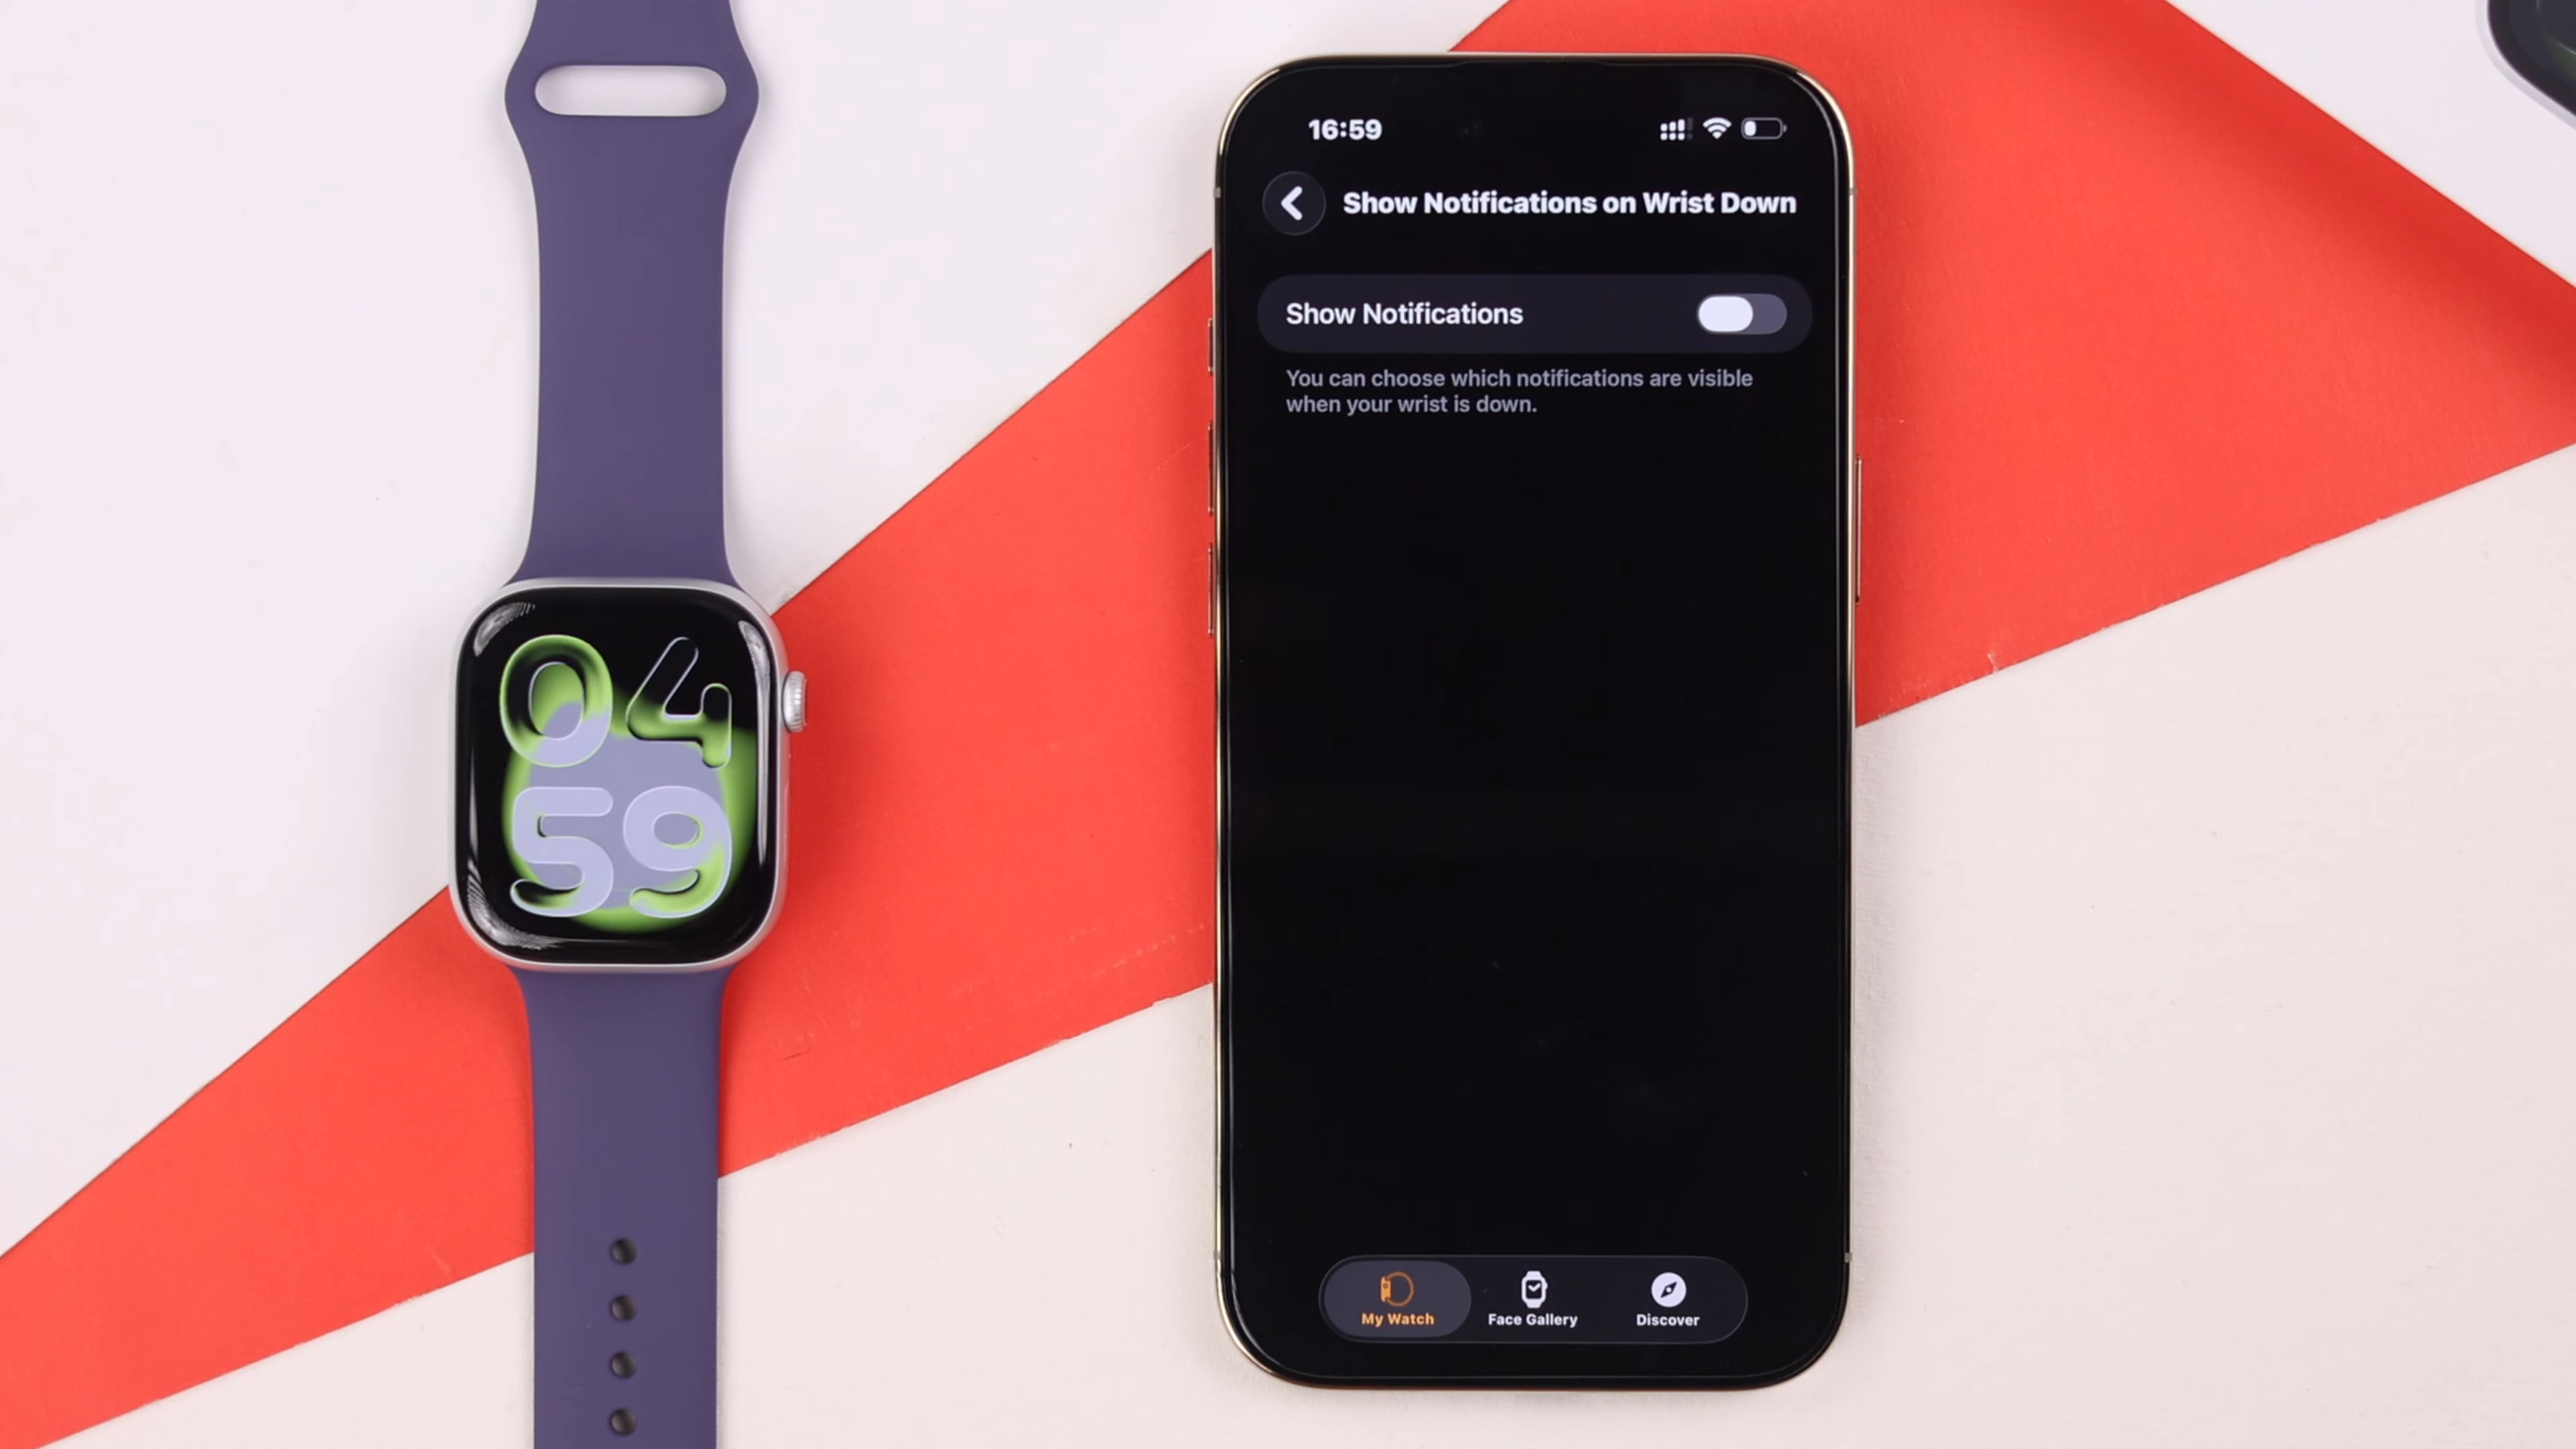 04
59
16:59
Show Notifications on Wrist Down
Show Notifications
You can choose which notifications are visible
when your wrist is down.
My Watch
Face Gallery
Discover